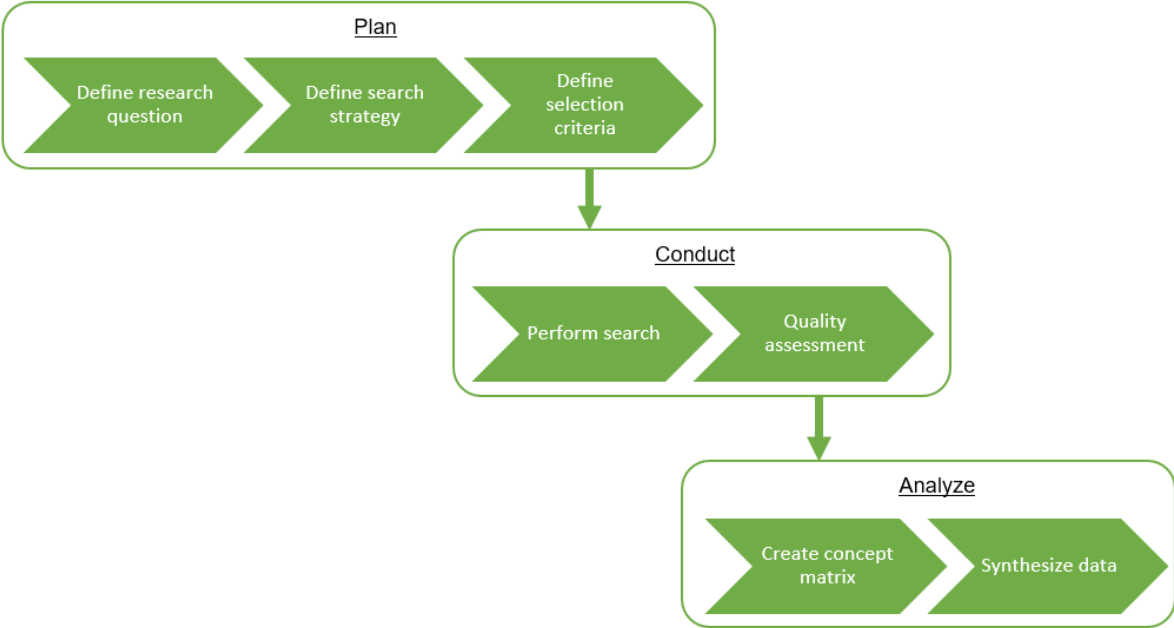 Plan
Define research
question
Define search
strategy
Define
selection
criteria
Conduct
Perform search
Quality
assessment
Analyze
Create concept
matrix
Synthesize data